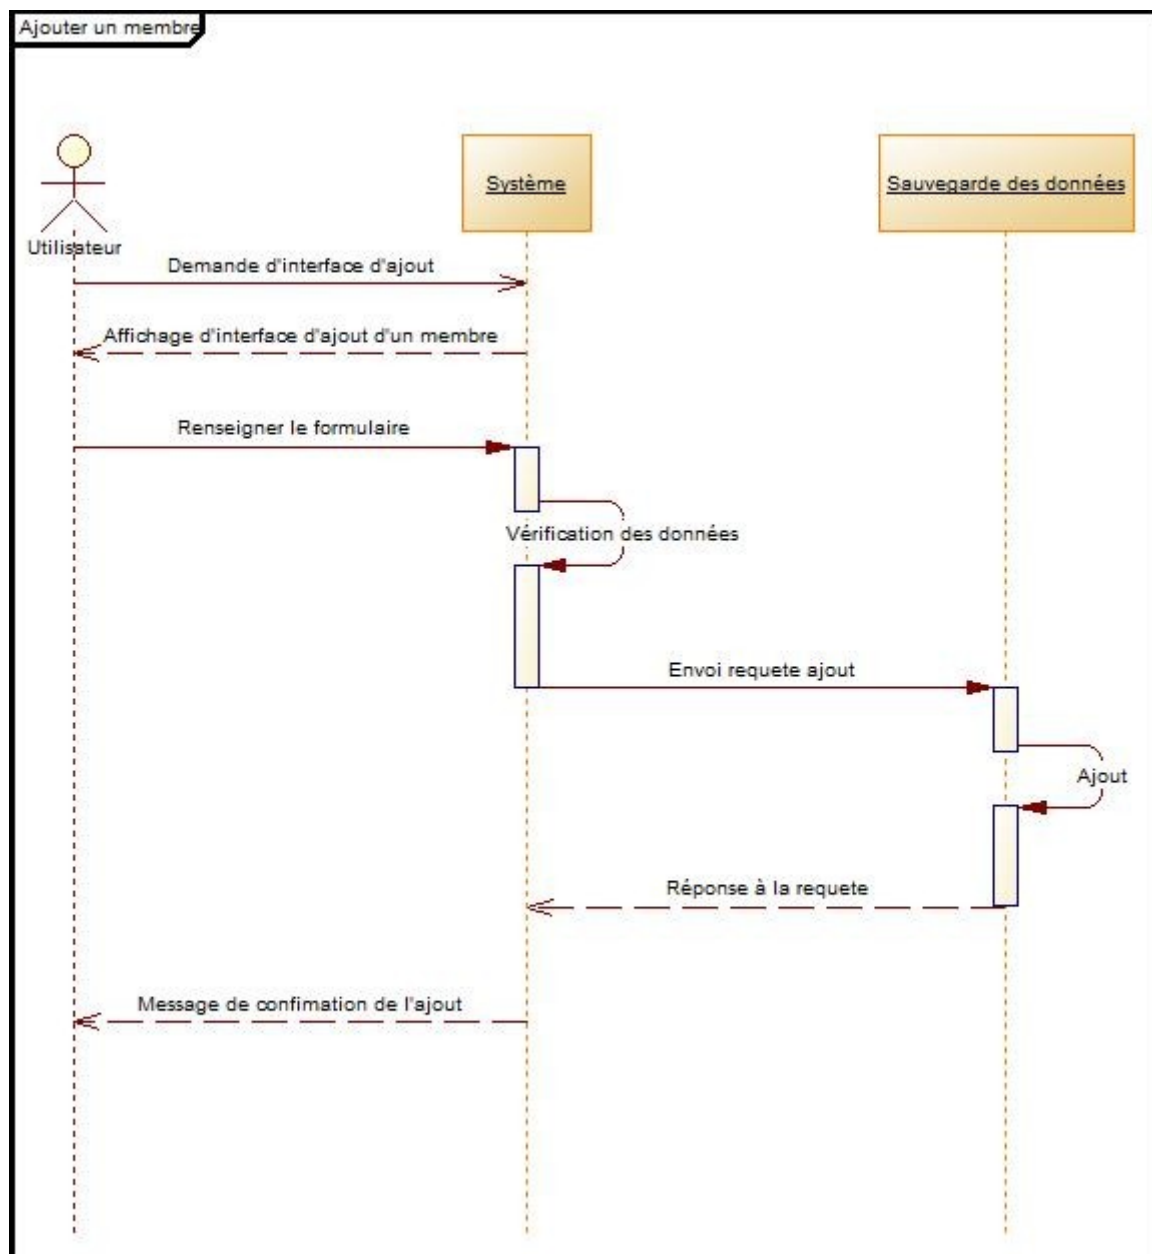 Ajouter un membre
Système
Sauvegarde des données
Utilisateur
Demande d'interface d'ajout
Affichage d'interface d'ajout d'un membre
Renseigner le formulaire
Vérification des données
Envoi requete ajout
Ajout
Réponse à la requete
Message de confimation de l'ajout